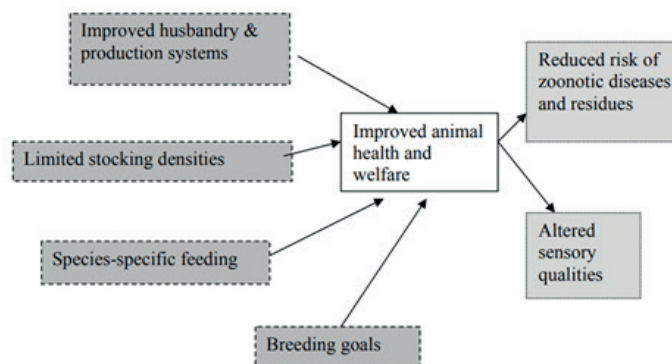 Improved husbandry &
production systems
Reduced risk of
zoonotic diseases
and residues
Improved animal
health and
welfare
Limited stocking densities
Species-specific feeding
Altered
sensory
qualities
Breeding goals